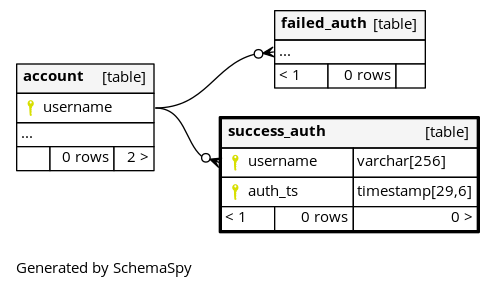 failed_auth [table]
...
< 1 0 rows
account [table]
username
...
0 rows 2 >
success_auth [table]
username varchar[256]
auth_ts timestamp[29,6]
< 1 0 rows 0 >
Generated by SchemaSpy